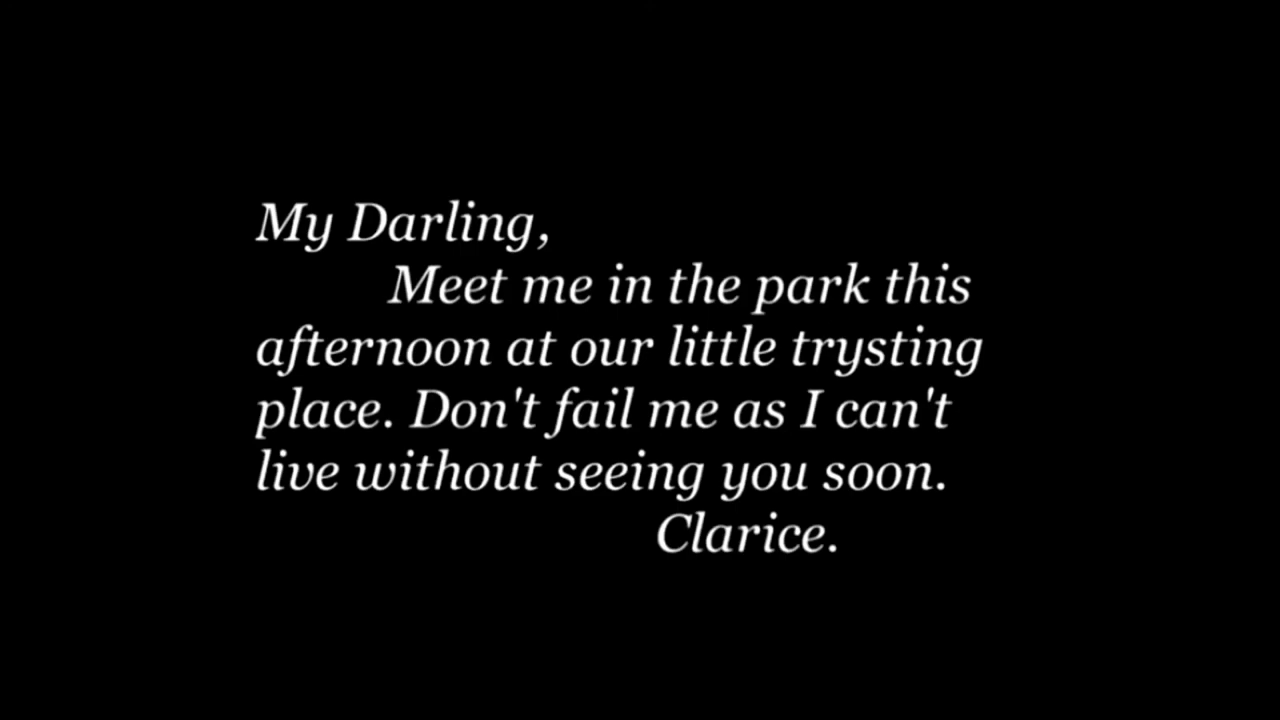 My Darling,
Meet me in the park this
afternoon at our little trysting
place. Don't fail me as I can't
live without seeing you soon.
Clarice.